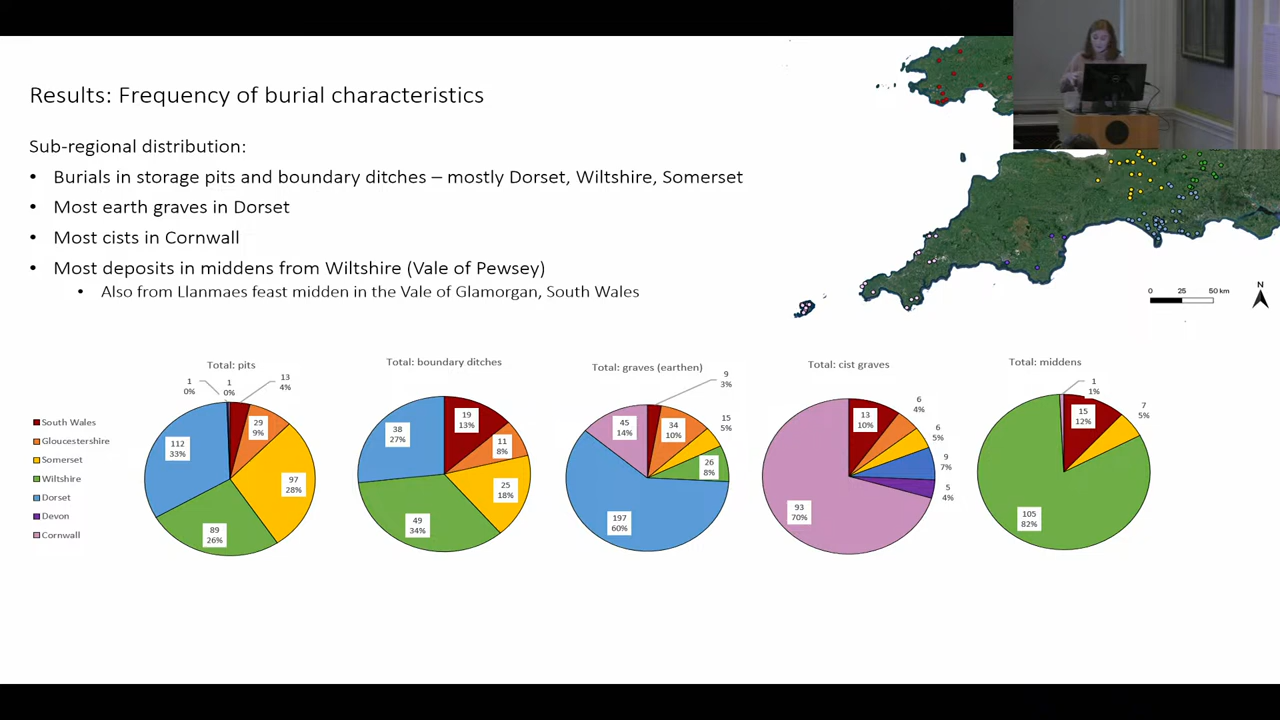 Results: Frequency of burial characteristics
Sub-regional distribution:
• Burials in storage pits and boundary ditches – mostly Dorset, Wiltshire, Somerset
• Most earth graves in Dorset
• Most cists in Cornwall
• Most deposits in middens from Wiltshire (Vale of Pewsey)
• Also from Llanmaes feast midden in the Vale of Glamorgan, South Wales
0 25 50 km
N
South Wales
Gloucestershire
Somerset
Wiltshire
Dorset
Devon
Cornwall
Total: pits
1
0%
1
0%
13
4%
29
9%
97
28%
89
26%
112
33%
Total: boundary ditches
19
13%
11
8%
25
18%
49
34%
38
27%
Total: graves (earthen)
9
3%
34
10%
15
5%
26
8%
197
60%
45
14%
Total: cist graves
13
10%
6
4%
6
5%
9
7%
5
4%
93
70%
Total: middens
1
1%
15
12%
7
5%
105
82%